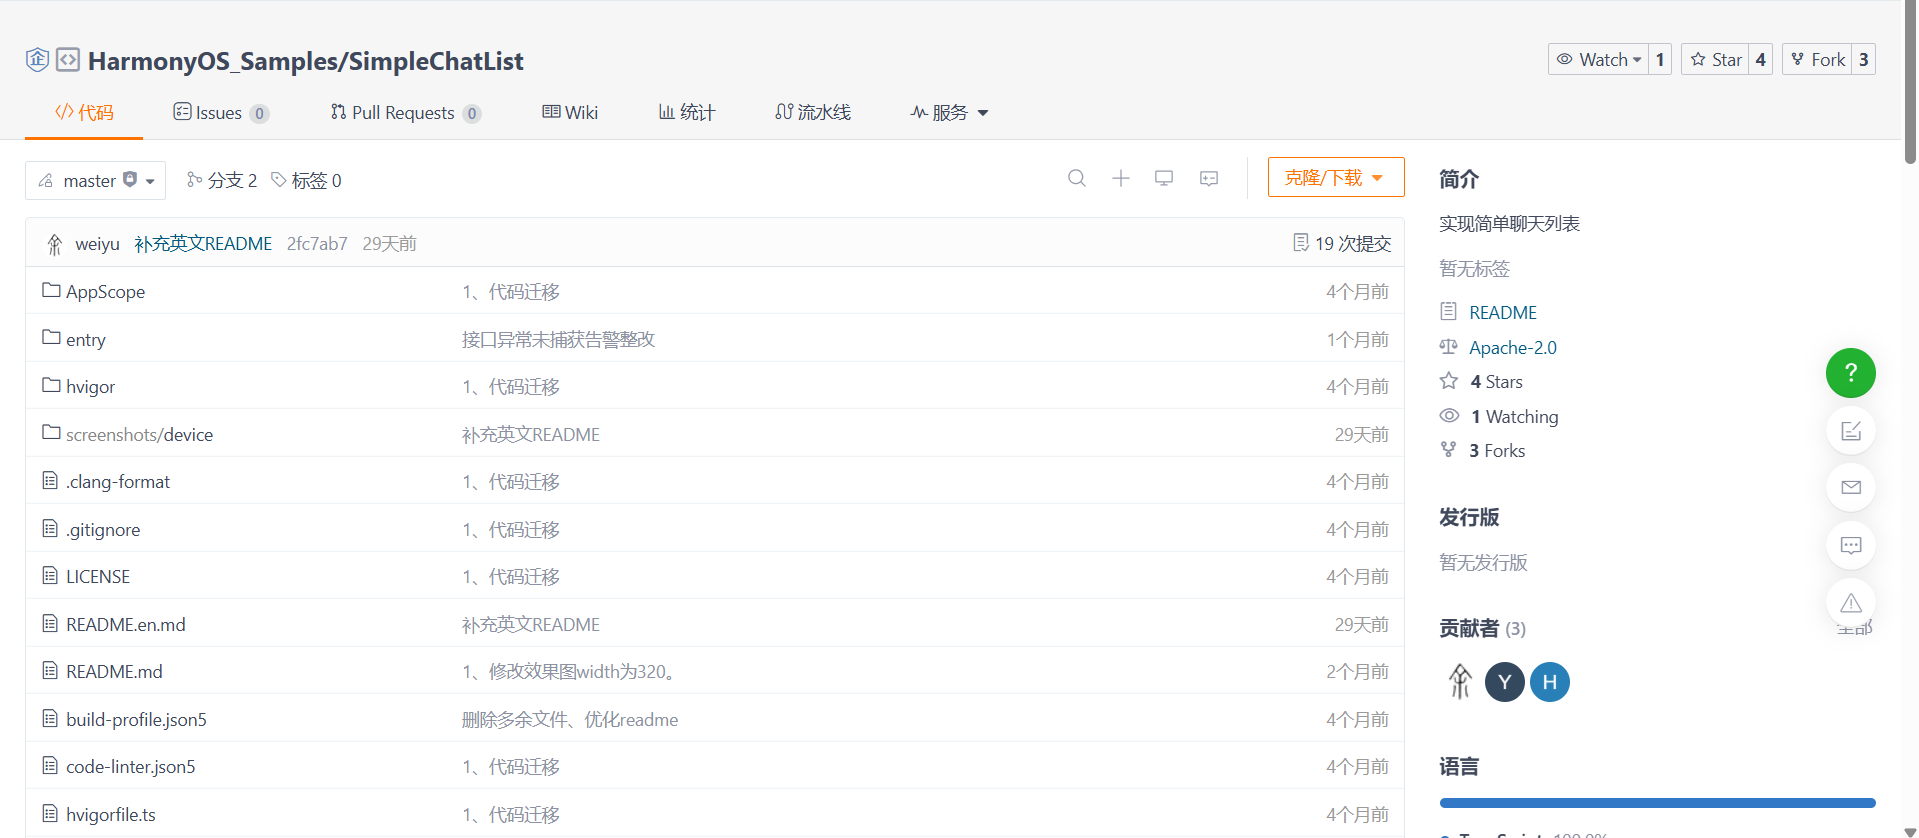 HarmonyOS_Samples/SimpleChatList
Watch 1 Star 4 Fork 3
代码 Issues 0 Pull Requests 0 Wiki 统计 流水线 服务
master 分支 2 标签 0 克隆/下载
weiyu 补充英文README 2fc7ab7 29天前 19 次提交
AppScope 1、代码迁移 4个月前
entry 接口异常未捕获告警整改 1个月前
hvigor 1、代码迁移 4个月前
screenshots/device 补充英文README 29天前
.clang-format 1、代码迁移 4个月前
.gitignore 1、代码迁移 4个月前
LICENSE 1、代码迁移 4个月前
README.en.md 补充英文README 29天前
README.md 1、修改效果图width为320。 2个月前
build-profile.json5 删除多余文件、优化readme 4个月前
code-linter.json5 1、代码迁移 4个月前
hvigorfile.ts 1、代码迁移 4个月前
简介
实现简单聊天列表
暂无标签
README
Apache-2.0
4 Stars
1 Watching
3 Forks
发行版
暂无发行版
贡献者 (3)
全部
Y H
语言
?